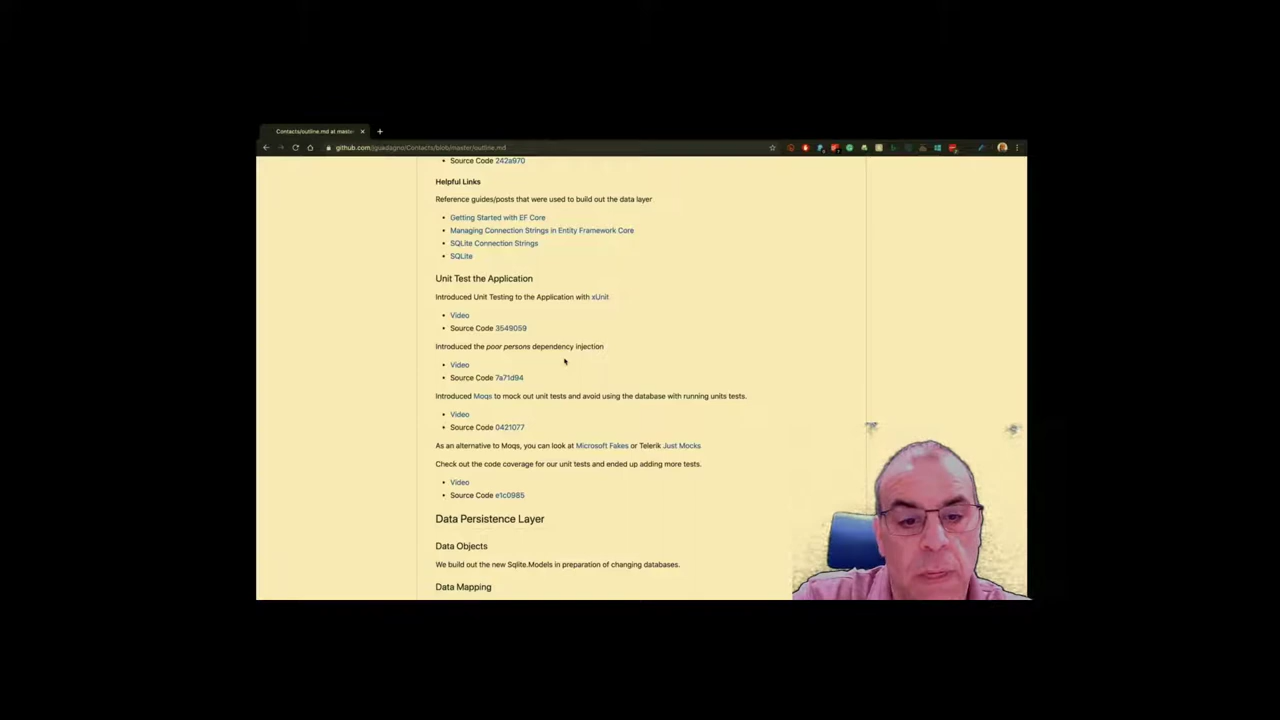 Contacts/outline.md at master
github.com/jguadagno/Contacts/blob/master/outline.md
Source Code 242a970
Helpful Links
Reference guides/posts that were used to build out the data layer
Getting Started with EF Core
Managing Connection Strings in Entity Framework Core
SQLite Connection Strings
SQLite
Unit Test the Application
Introduced Unit Testing to the Application with xUnit
Video
Source Code 3549059
Introduced the poor persons dependency injection
Video
Source Code 7a71d94
Introduced Moqs to mock out unit tests and avoid using the database with running units tests.
Video
Source Code 0421077
As an alternative to Moqs, you can look at Microsoft Fakes or Telerik Just Mocks
Check out the code coverage for our unit tests and ended up adding more tests.
Video
Source Code e1c0985
Data Persistence Layer
Data Objects
We build out the new Sqlite.Models in preparation of changing databases.
Data Mapping